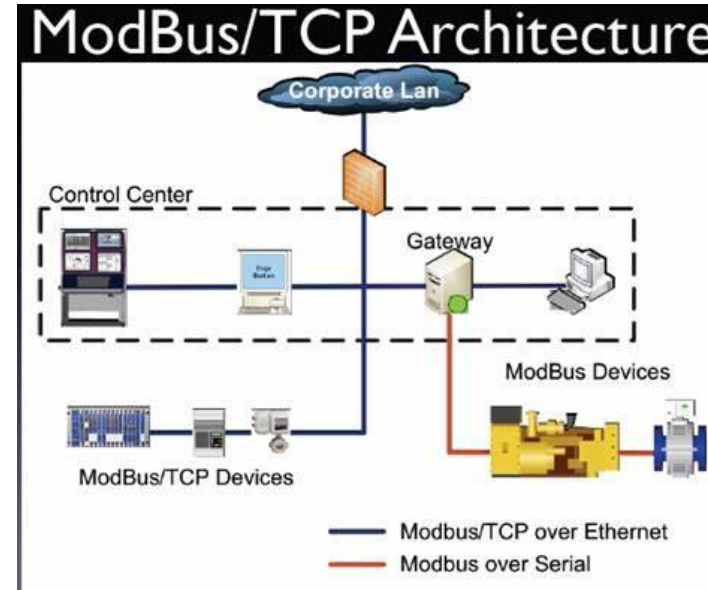 ModBus/TCP Architecture
Corporate Lan
Control Center
Gateway
ModBus Devices
ModBus/TCP Devices
Modbus/TCP over Ethernet
Modbus over Serial